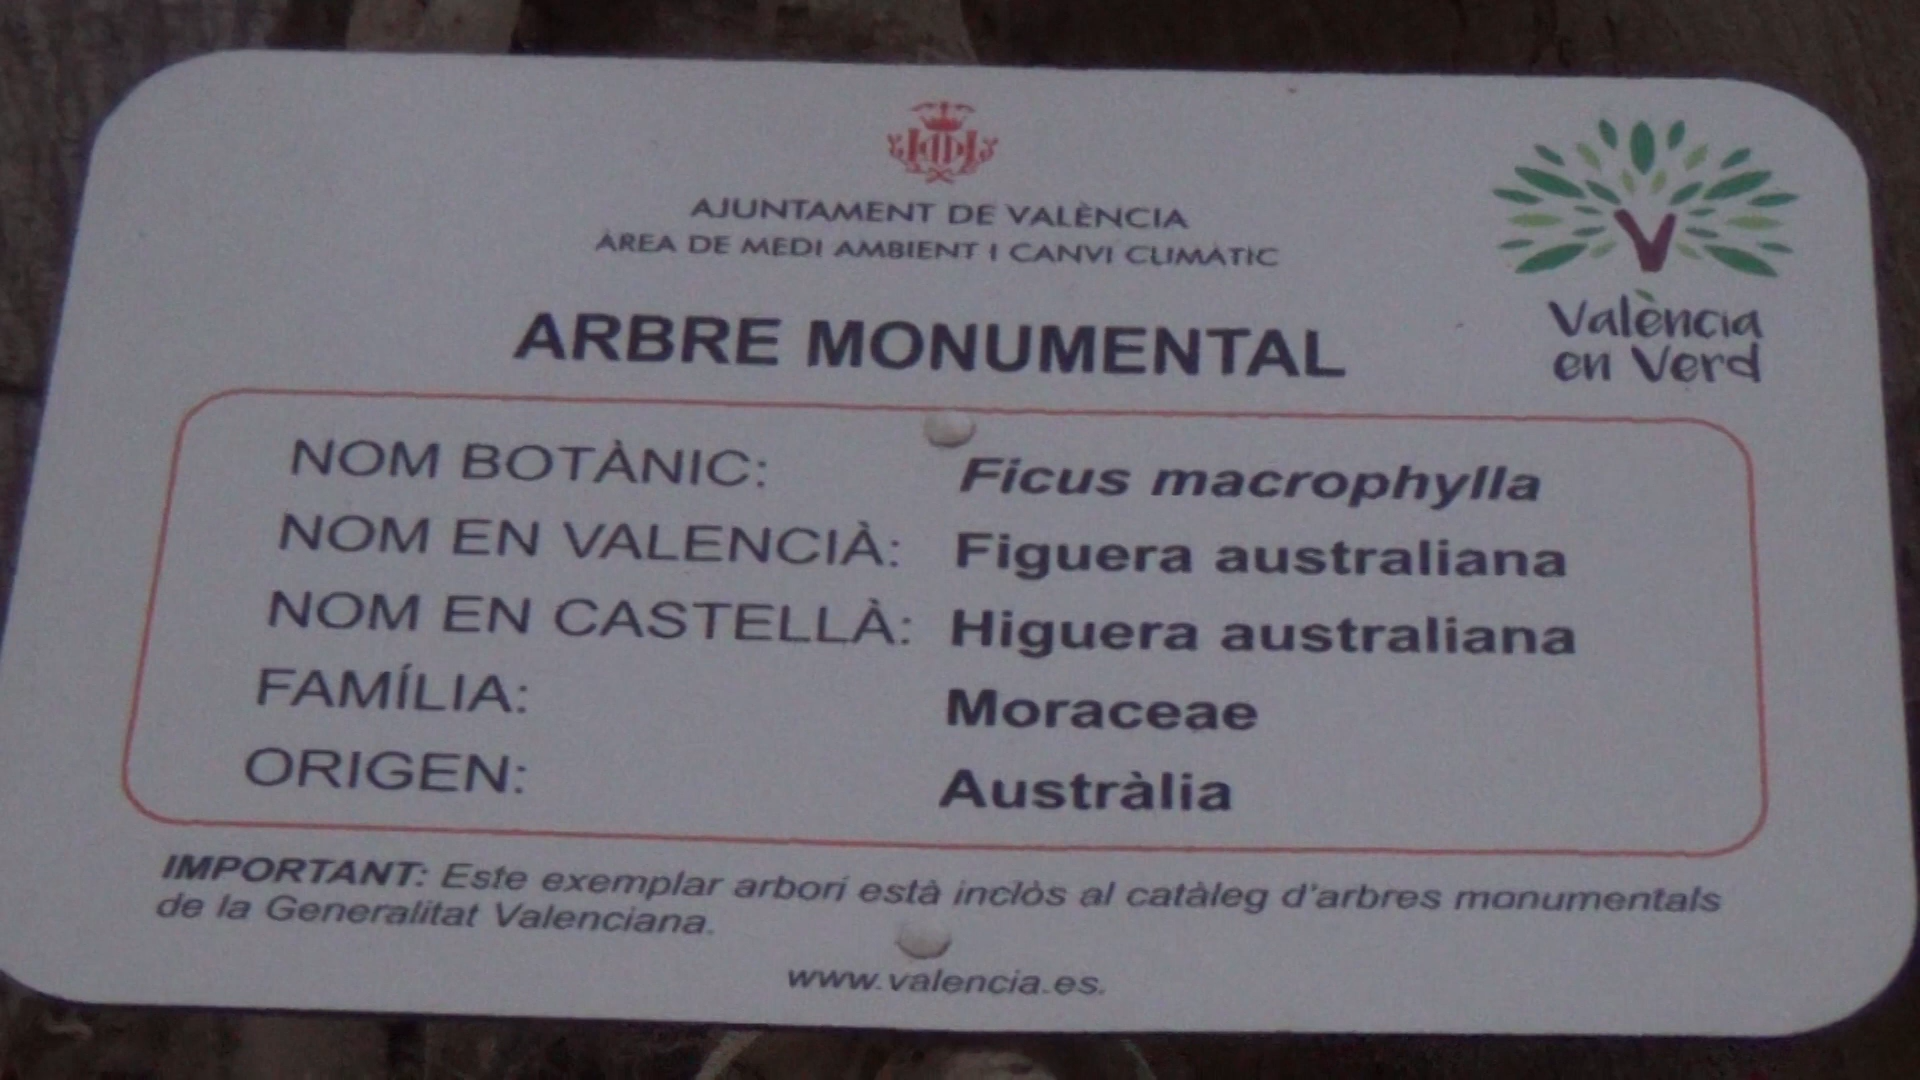 AJUNTAMENT DE VALÈNCIA
ÀREA DE MEDI AMBIENT I CANVI CLIMÀTIC
València
en Verd
ARBRE MONUMENTAL
NOM BOTÀNIC: Ficus macrophylla
NOM EN VALENCIÀ: Figuera australiana
NOM EN CASTELLÀ: Higuera australiana
FAMÍLIA: Moraceae
ORIGEN: Austràlia
IMPORTANT: Este exemplar arbori està inclòs al catàleg d'arbres monumentals
de la Generalitat Valenciana.
www.valencia.es.